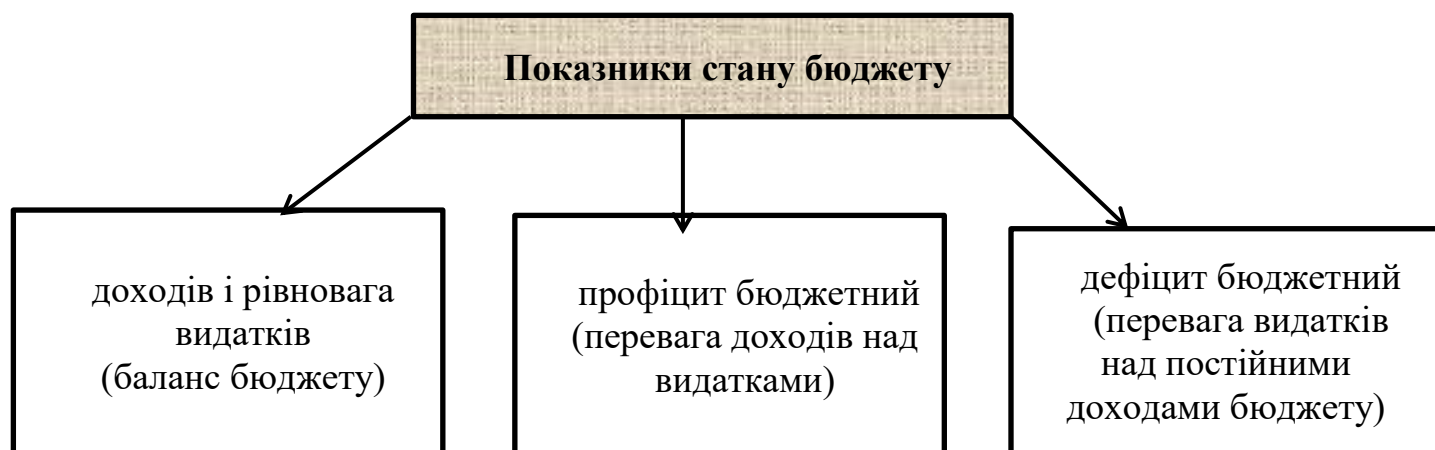 Показники стану бюджету
доходів і рівновага
видатків
(баланс бюджету)
профіцит бюджетний
(перевага доходів над
видатками)
дефіцит бюджетний
(перевага видатків
над постійними
доходами бюджету)